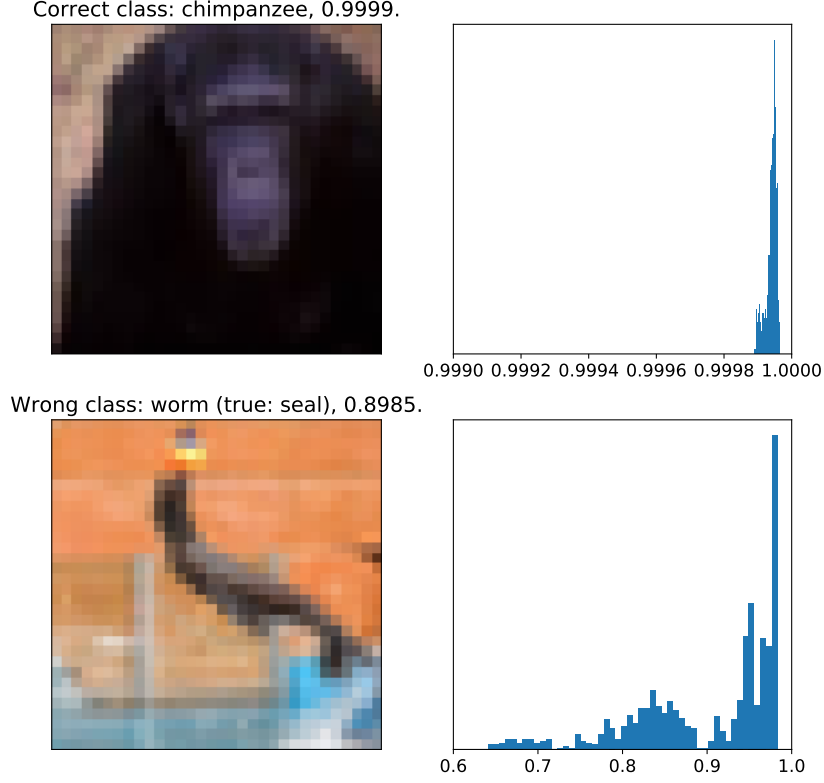 Correct class: chimpanzee, 0.9999.
0.9990 0.9992 0.9994 0.9996 0.9998 1.0000
Wrong class: worm (true: seal), 0.8985.
0.6 0.7 0.8 0.9 1.0